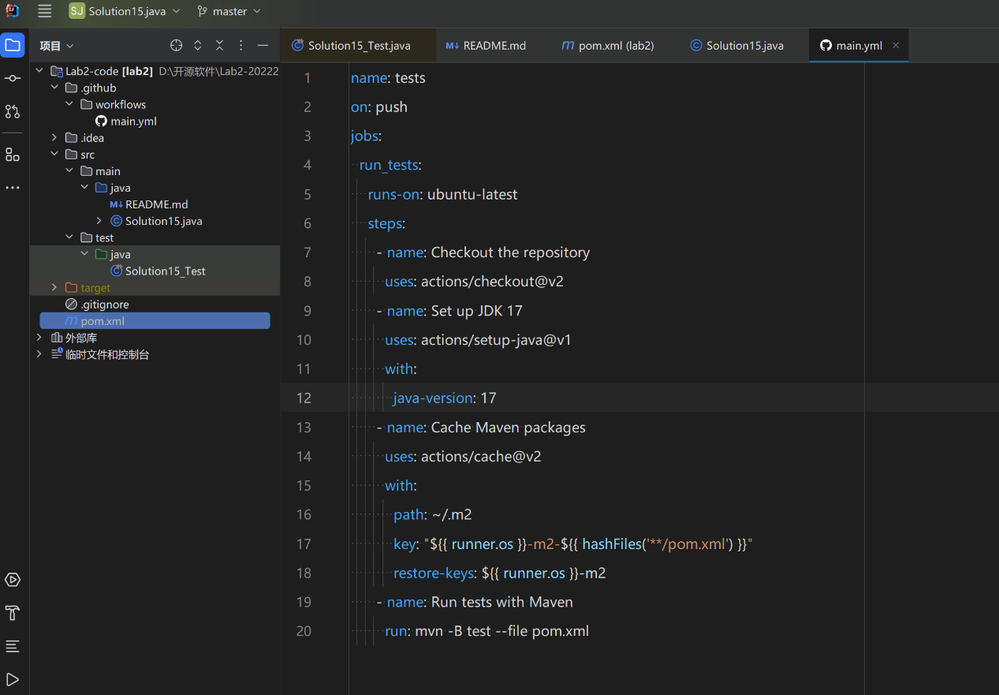 SJ Solution15.java master
项目
Solution15_Test.java README.md pom.xml (lab2) Solution15.java main.yml
Lab2-code [lab2] D:\开源软件\Lab2-20222
.github
workflows
main.yml
.idea
src
main
java
README.md
Solution15.java
test
java
Solution15_Test
target
.gitignore
pom.xml
外部库
临时文件和控制台
1 name: tests
2 on: push
3 jobs:
4 run_tests:
5 runs-on: ubuntu-latest
6 steps:
7 - name: Checkout the repository
8 uses: actions/checkout@v2
9 - name: Set up JDK 17
10 uses: actions/setup-java@v1
11 with:
12 java-version: 17
13 - name: Cache Maven packages
14 uses: actions/cache@v2
15 with:
16 path: ~/.m2
17 key: "${{ runner.os }}-m2-${{ hashFiles('**/pom.xml') }}"
18 restore-keys: ${{ runner.os }}-m2
19 - name: Run tests with Maven
20 run: mvn -B test --file pom.xml